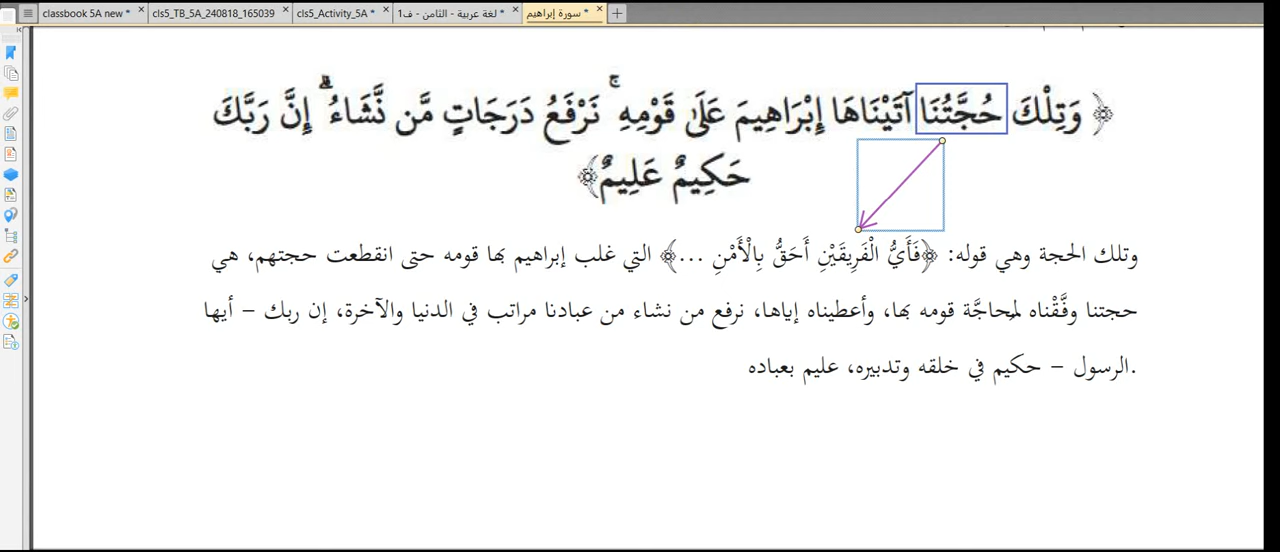 classbook 5A new *
cls5_TB_5A_240818_165039
cls5_Activity_5A *
لغة عربية - الثامن - ف1 *
سورة إبراهيم *
﴿ وَتِلْكَ حُجَّتُنَا آتَيْنَاهَا إِبْرَاهِيمَ عَلَىٰ قَوْمِهِ ۚ نَرْفَعُ دَرَجَاتٍ مَّن نَّشَاءُ ۗ إِنَّ رَبَّكَ
حَكِيمٌ عَلِيمٌ ﴾
وتلك الحجة وهي قوله: ﴿فَأَيُّ الْفَرِيقَيْنِ أَحَقُّ بِالْأَمْنِ ...﴾ التي غلب إبراهيم بها قومه حتى انقطعت حجتهم، هي
حجتنا وفَّقْناه لمحاجَّة قومه بها، وأعطيناه إياها، نرفع من نشاء من عبادنا مراتب في الدنيا والآخرة، إن ربك – أيها
.الرسول – حكيم في خلقه وتدبيره، عليم بعباده